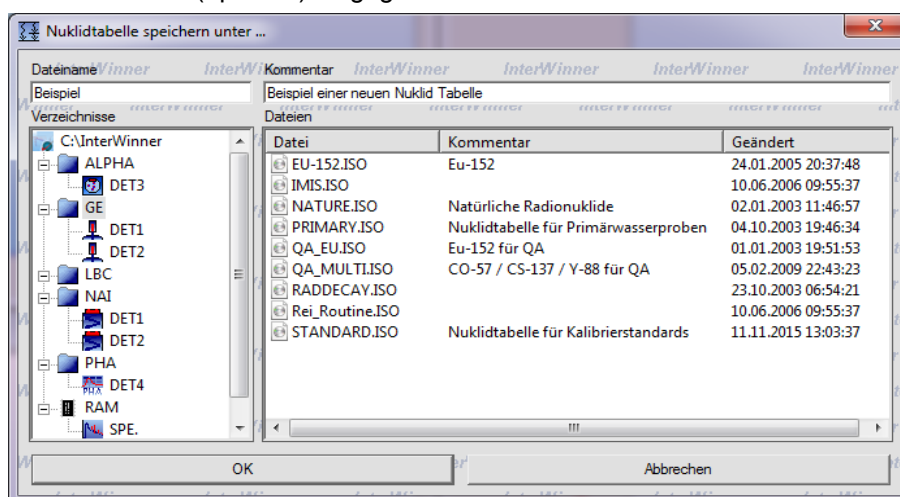 Nuklidtabelle speichern unter ...
Dateiname
Kommentar
InterWinner InterWinner InterWinner InterWinner
Beispiel
Beispiel einer neuen Nuklid Tabelle
Verzeichnisse
Dateien
C:\InterWinner
ALPHA
DET3
GE
DET1
DET2
LBC
NAI
DET1
DET2
PHA
DET4
RAM
SPE.
Datei Kommentar Geändert
EU-152.ISO Eu-152 24.01.2005 20:37:48
IMIS.ISO 10.06.2006 09:55:37
NATURE.ISO Natürliche Radionuklide 02.01.2003 11:46:57
PRIMARY.ISO Nuklidtabelle für Primärwasserproben 04.10.2003 19:46:34
QA_EU.ISO Eu-152 für QA 01.01.2003 19:51:53
QA_MULTI.ISO CO-57 / CS-137 / Y-88 für QA 05.02.2009 22:43:23
RADDECAY.ISO 23.10.2003 06:54:21
Rei_Routine.ISO 10.06.2006 09:55:37
STANDARD.ISO Nuklidtabelle für Kalibrierstandards 11.11.2015 13:03:37
OK
Abbrechen